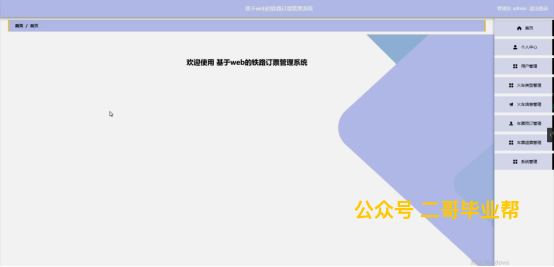 基于web的铁路订票管理系统
管理员 admin 退出登录
首页 / 首页
首页
欢迎使用 基于web的铁路订票管理系统
个人中心
用户管理
火车类型管理
火车信息管理
车票预订管理
车票退票管理
系统管理
公众号 二哥毕业帮